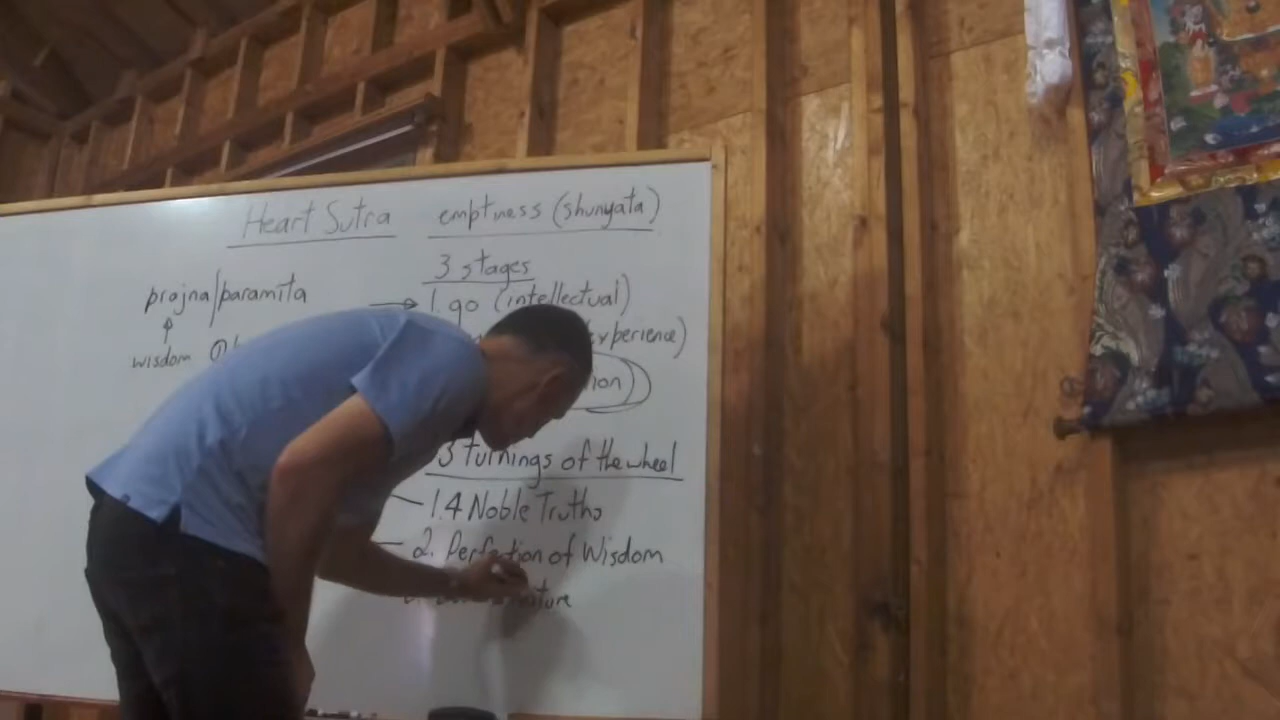 Heart Sutra
emptiness (shunyata)
3 stages
prajna/paramita
1. go (intellectual)
experience)
wisdom
3 turnings of the wheel
1. 4 Noble Truths
2. Perfection of Wisdom